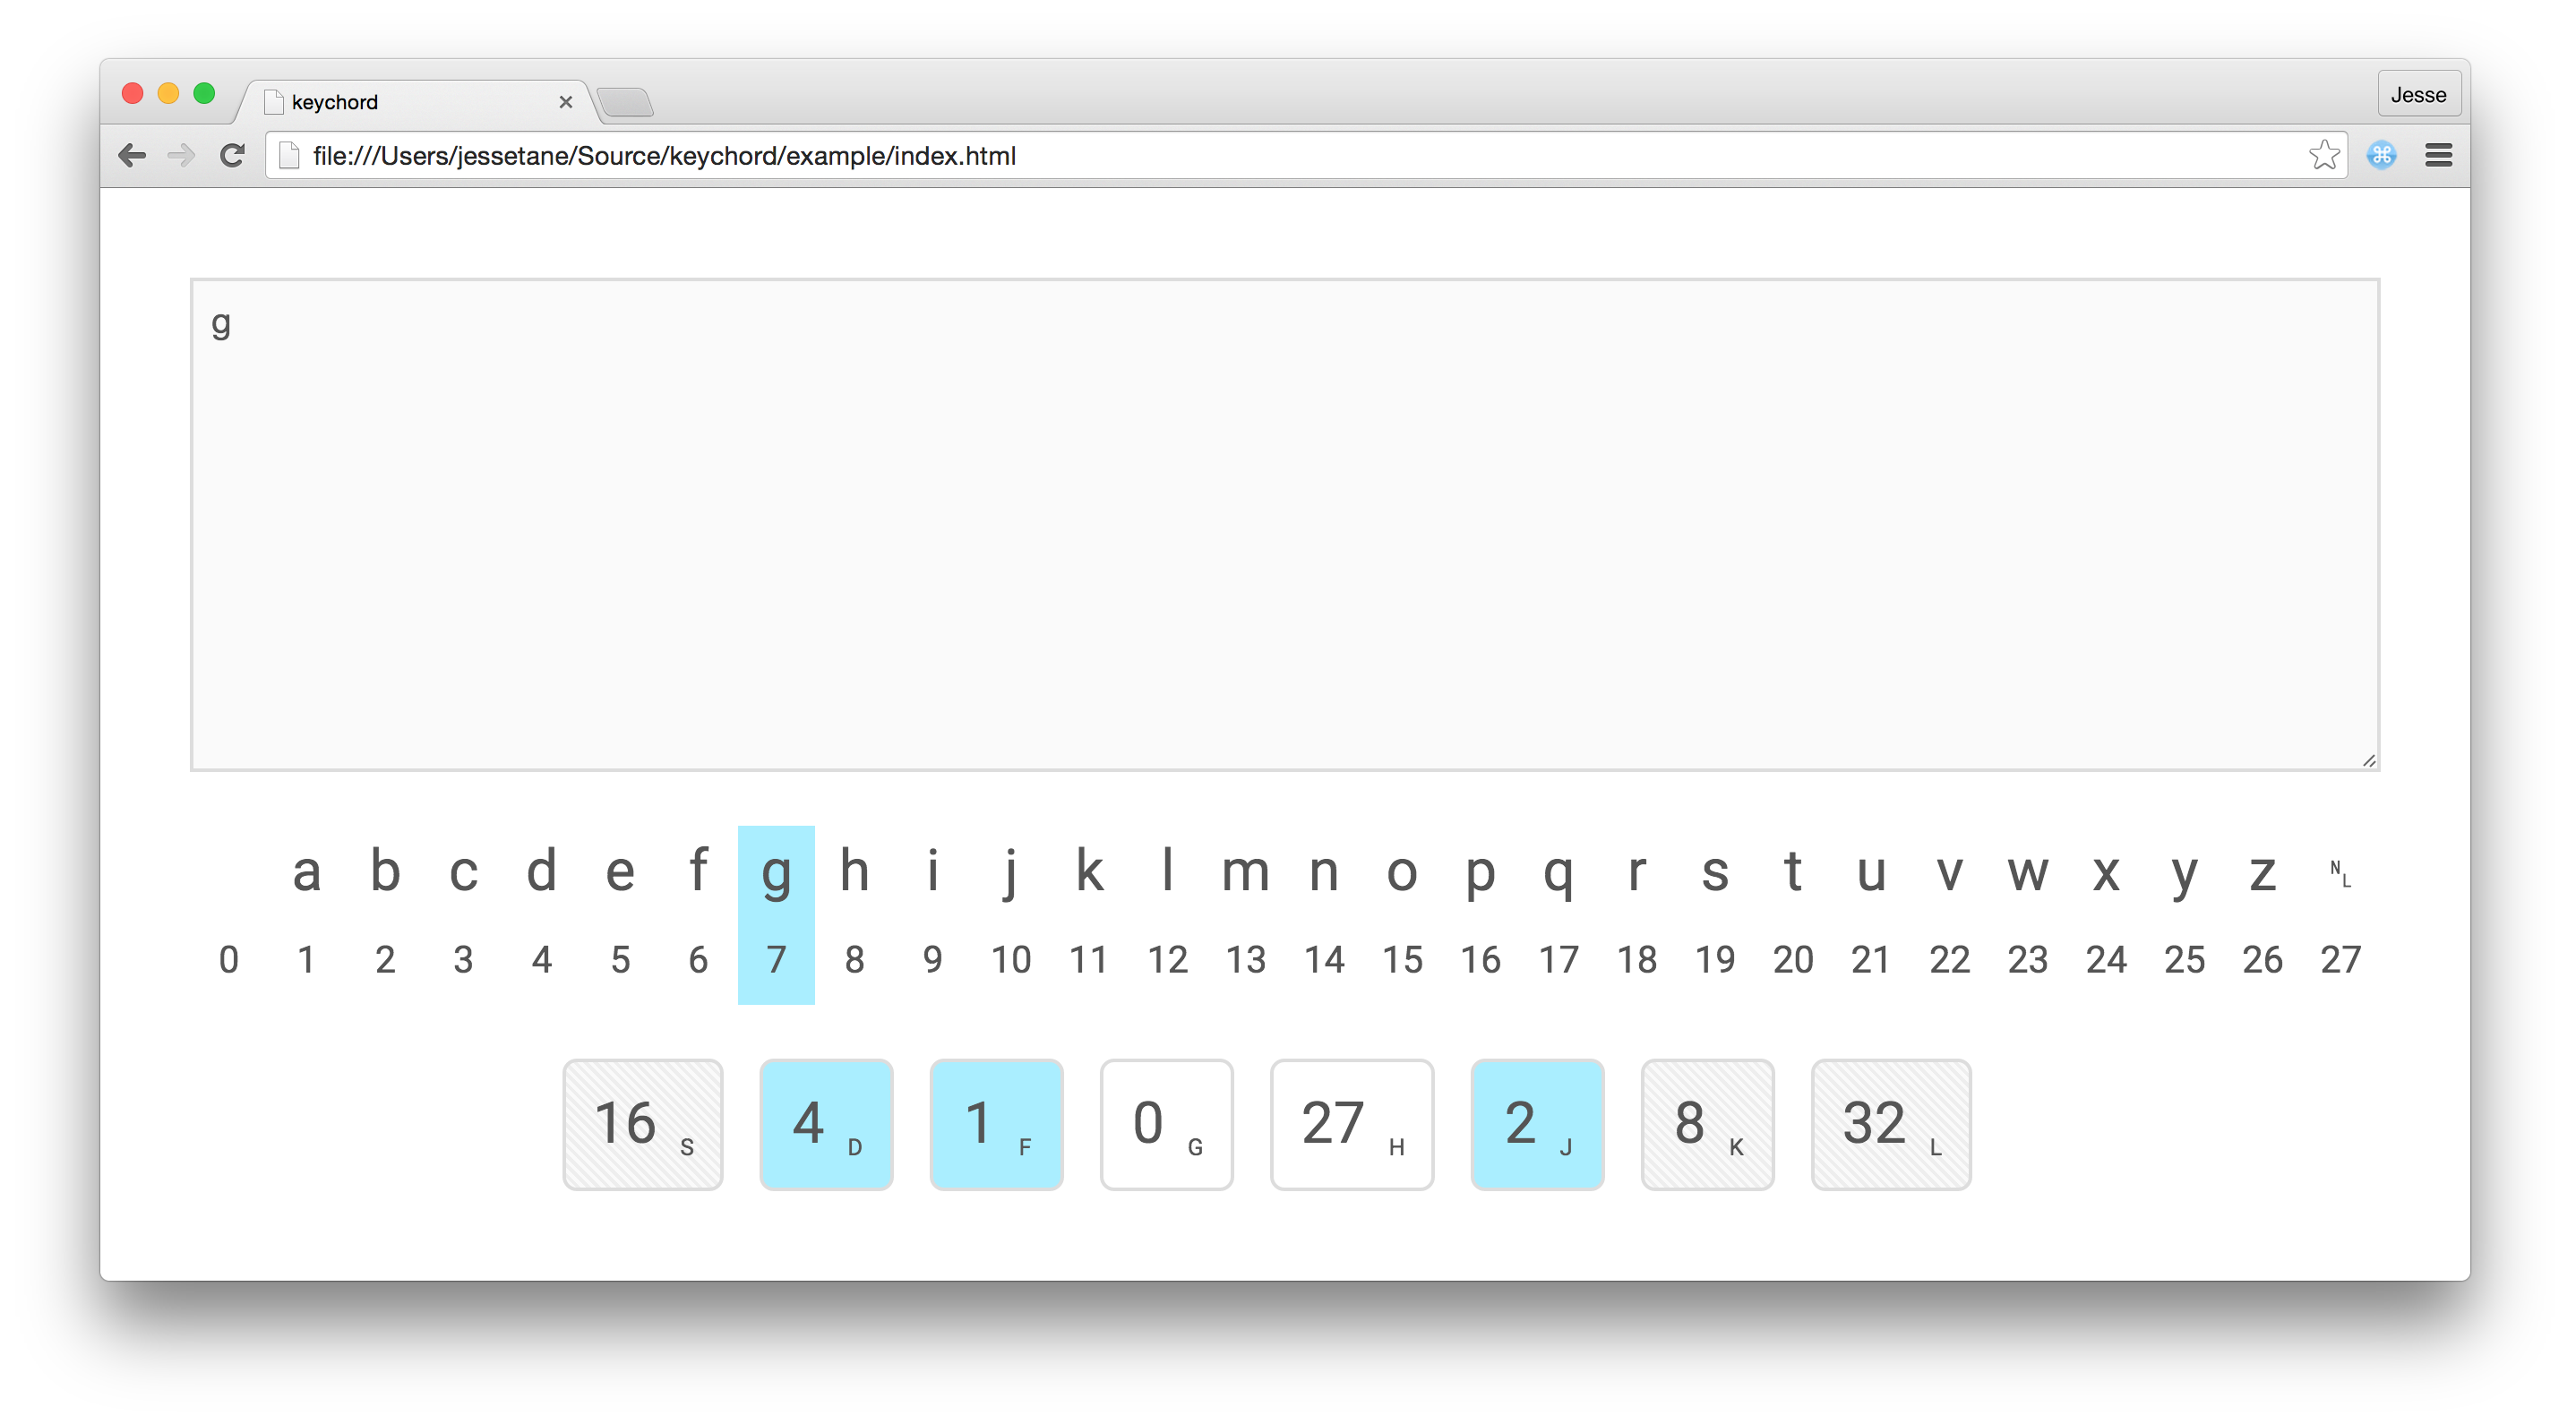 keychord
Jesse
file:///Users/jessetane/Source/keychord/example/index.html
g
a b c d e f g h i j k l m n o p q r s t u v w x y z NL
0 1 2 3 4 5 6 7 8 9 10 11 12 13 14 15 16 17 18 19 20 21 22 23 24 25 26 27
16 S 4 D 1 F 0 G 27 H 2 J 8 K 32 L